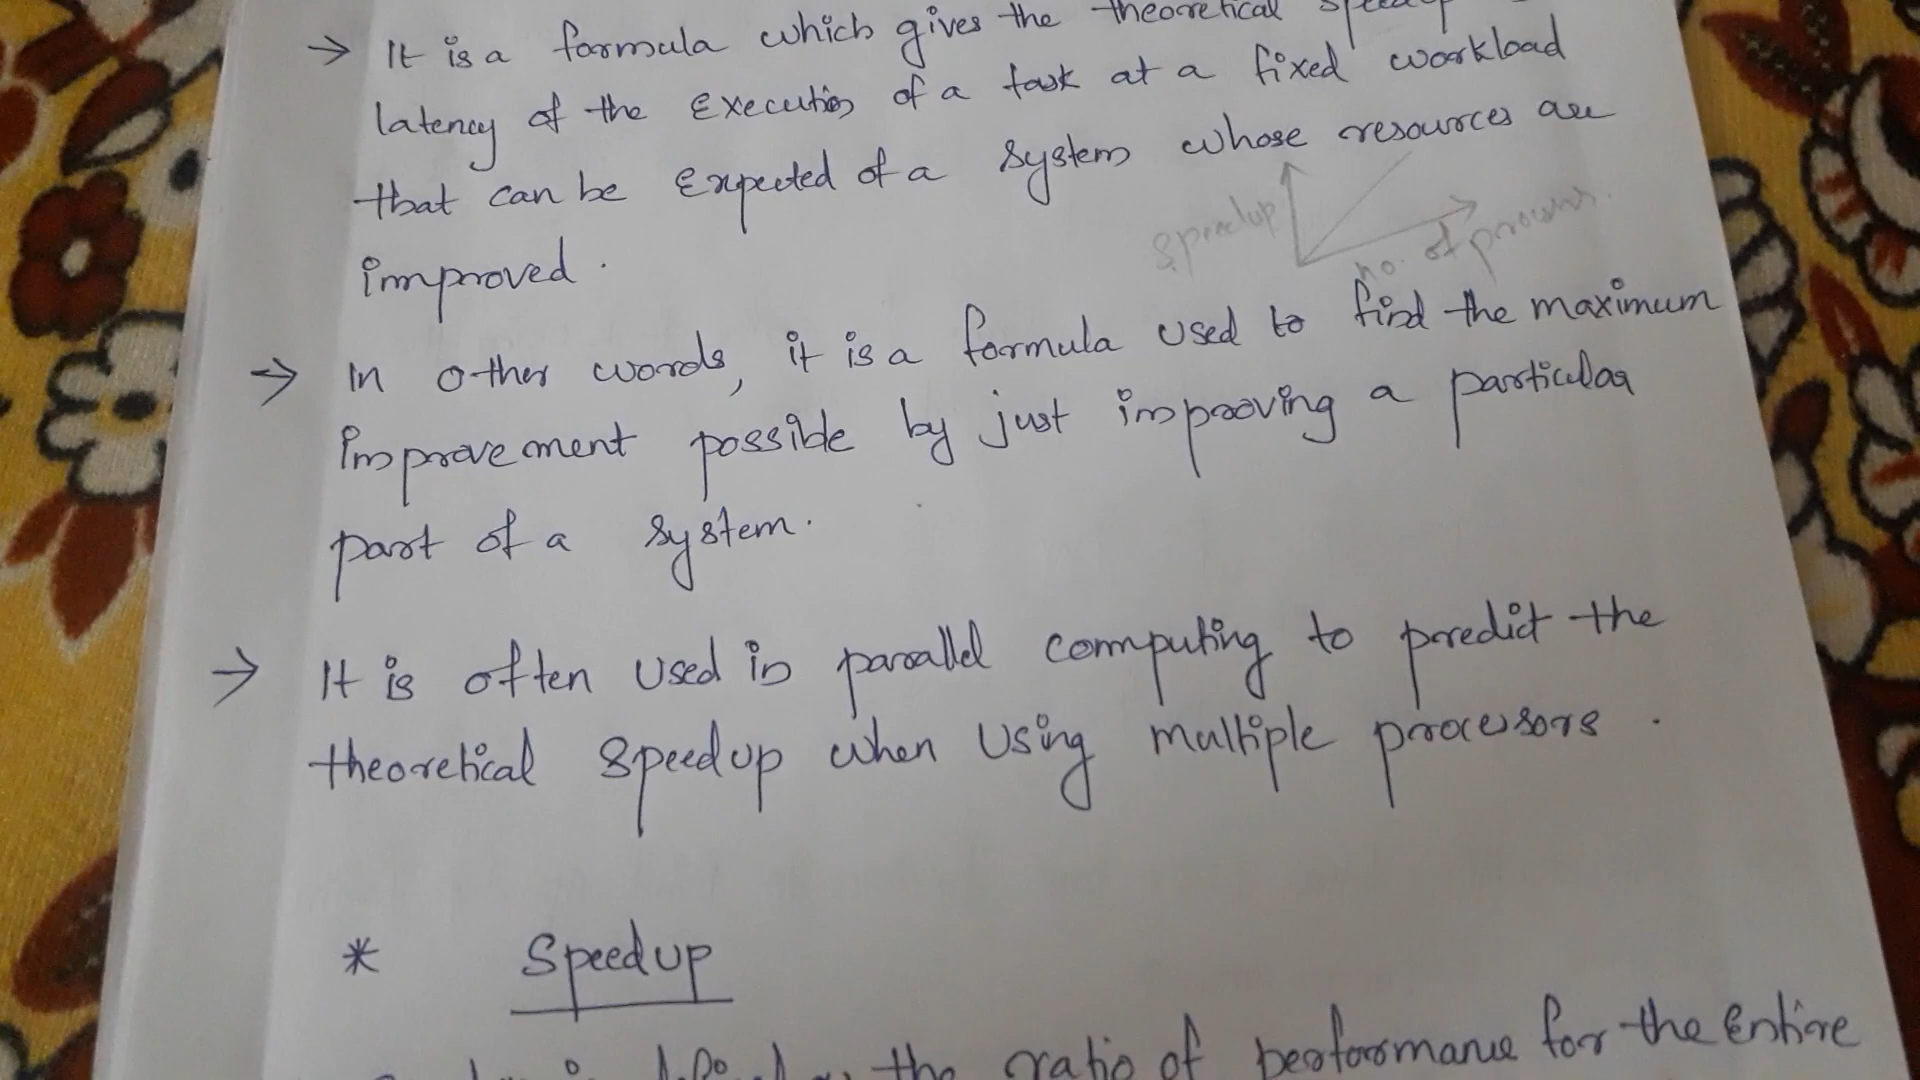 → It is a formula which gives the theoretical speedup
latency of the Execution of a task at a fixed workload
that can be Expected of a system whose resources are
improved.
speedup
no. of processors.
→ In other words, it is a formula used to find the maximum
improvement possible by just improving a particular
part of a system.
→ It is often used in parallel computing to predict the
theoretical speedup when using multiple processors.
* Speedup
the ratio of performance for the entire